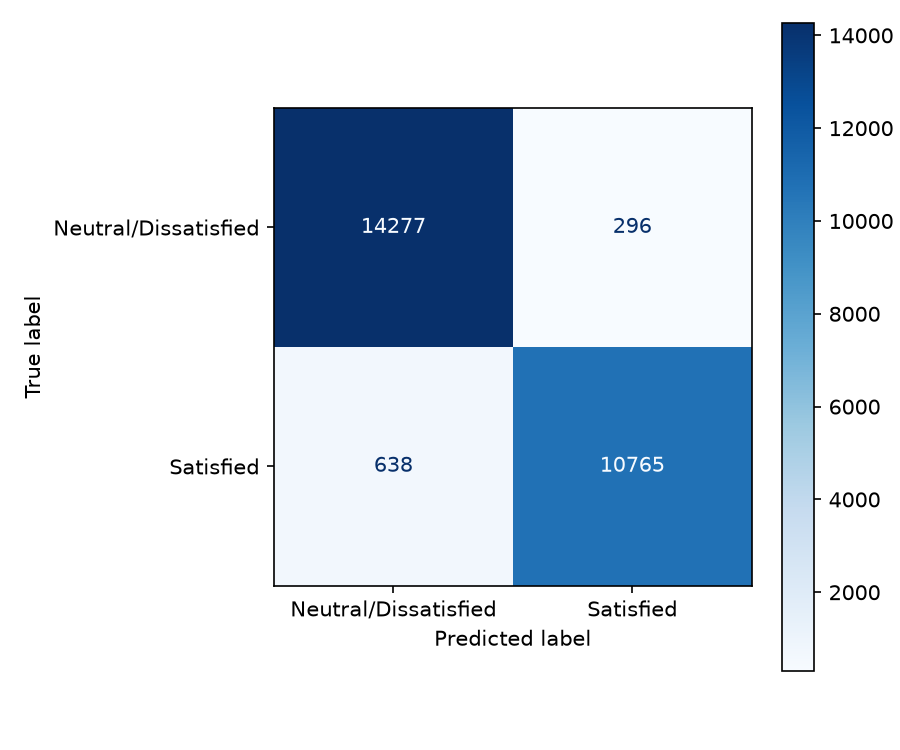 14000
12000
10000
8000
6000
4000
2000
True label
Neutral/Dissatisfied
14277
296
Satisfied
638
10765
Neutral/Dissatisfied
Satisfied
Predicted label